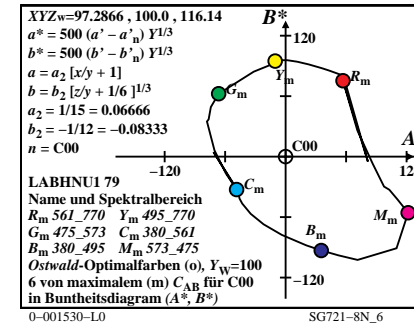 XYZw=97.2866 , 100.0 , 116.14
a* = 500 (a' – a'n) Y1/3
b* = 500 (b' – b'n) Y1/3
a = a2 [x/y + 1]
b = b2 [z/y + 1/6 ]1/3
a2 = 1/15 = 0.06666
b2 = –1/12 = –0.08333
n = C00
LABHNU1 79
Name und Spektralbereich
Rm 561_770 Ym 495_770
Gm 475_573 Cm 380_561
Bm 380_495 Mm 573_475
Ostwald-Optimalfarben (o), YW=100
6 von maximalem (m) CAB für C00
in Buntheitsdiagram (A*, B*)
B*
120
Ym
Rm
Gm
C00
A
–120
120
Cm
Mm
Bm
–120
0–001530–L0
SG721–8N_6